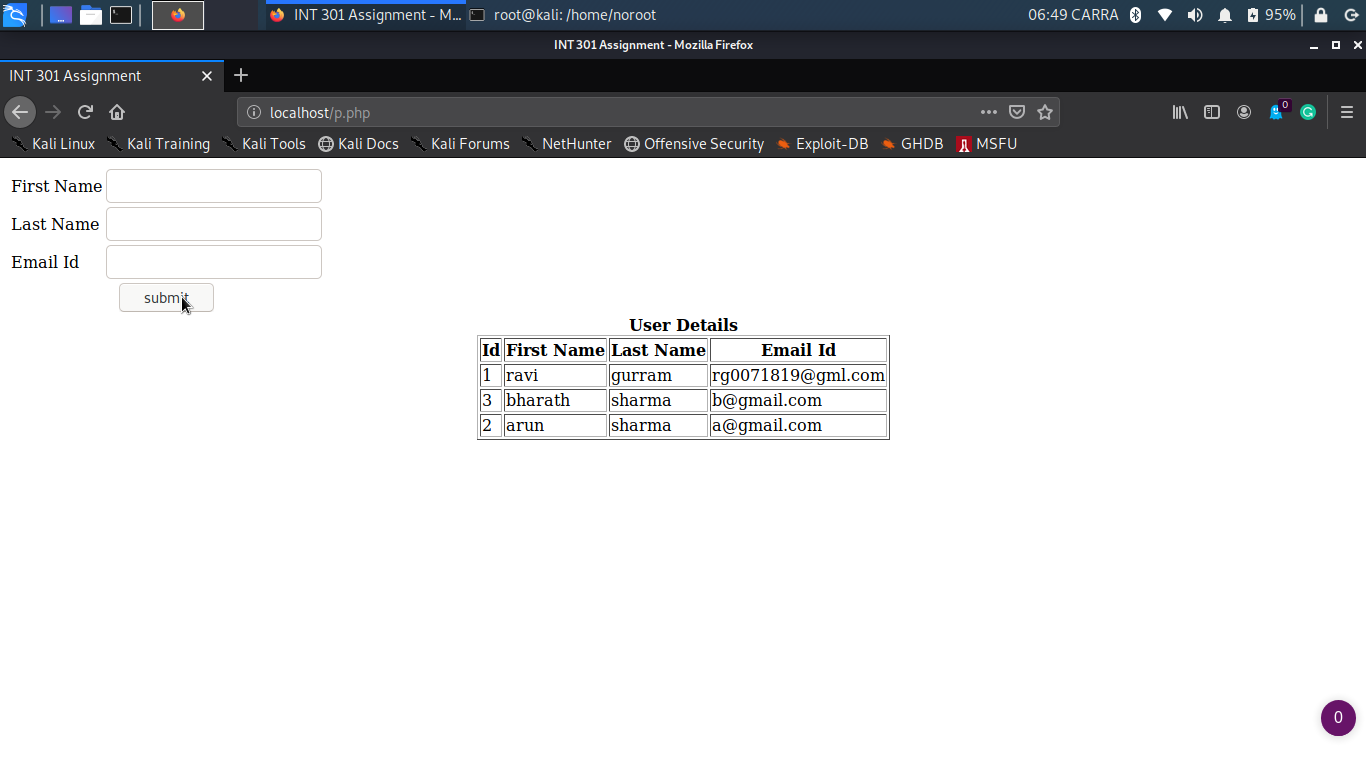 INT 301 Assignment - M... root@kali: /home/noroot 06:49 CARRA 95%
INT 301 Assignment - Mozilla Firefox
INT 301 Assignment
localhost/p.php 0
Kali Linux Kali Training Kali Tools Kali Docs Kali Forums NetHunter Offensive Security Exploit-DB GHDB MSFU
First Name
Last Name
Email Id
submit
User Details
Id First Name Last Name Email Id
1 ravi gurram rg0071819@gml.com
3 bharath sharma b@gmail.com
2 arun sharma a@gmail.com
0